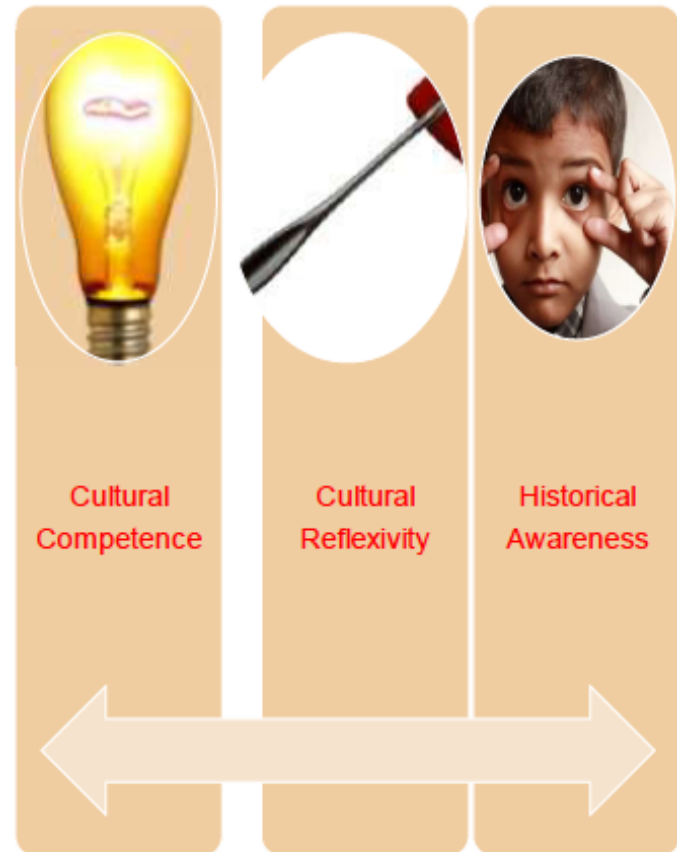 Cultural
Competence
Cultural
Reflexivity
Historical
Awareness